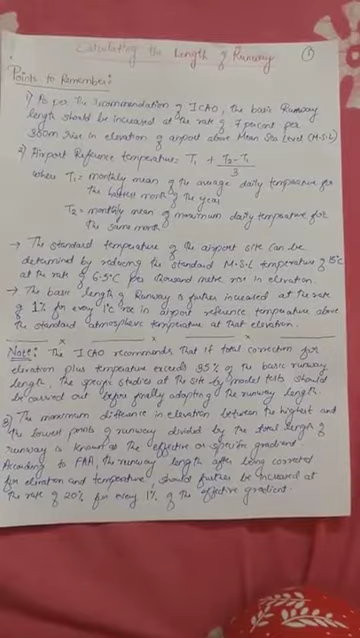 Calculating the Length of Runway
①
Points to Remember:
1) As per the recommendation of ICAO, the basic Runway
length should be increased at the rate of 7 percent per
300m rise in elevation of airport above Mean Sea Level (M.S.L)
2) Airport Reference temperature: T1 + T2-T1/3
where T1 = monthly mean of the average daily temperature for
the hottest month of the year
T2 = monthly mean of maximum daily temperature for
the same month
→ The standard temperature of the airport site can be
determined by reducing the standard M.S.L temperature of 15°c
at the rate of 6.5°C per thousand metre rise in elevation.
→ The basic length of Runway is further increased at the rate
of 1% for every 1°c rise in airport reference temperature above
the standard atmospheric temperature at that elevation.
x x x
Note: The ICAO recommends that if total correction for
elevation plus temperature exceeds 35% of the basic runway
length, the specific studies at the site by model tests should
be carried out before finally adopting the runway length.
3) The maximum difference in elevation between the highest and
the lowest points of runway divided by the total length of
runway is known as the effective or specific gradient.
According to FAA, the runway length after being corrected
for elevation and temperature, should further be increased at
the rate of 20% for every 1% of the effective gradient.